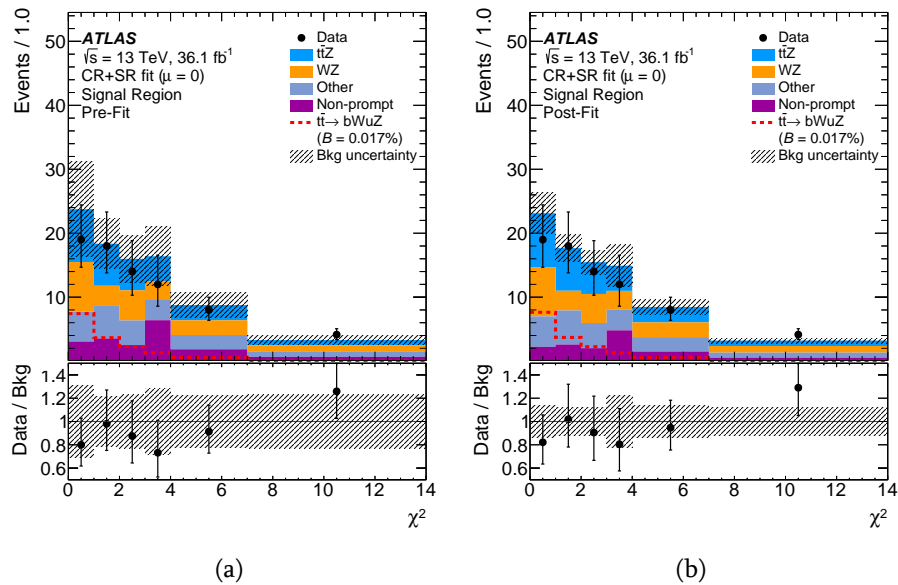 Events / 1.0
50
40
30
20
10
ATLAS
√s = 13 TeV, 36.1 fb⁻¹
CR+SR fit (μ = 0)
Signal Region
Pre-Fit
Data
tt̄Z
WZ
Other
Non-prompt
tt̄→ bWuZ
(B = 0.017%)
Bkg uncertainty
Data / Bkg
1.4
1.2
1
0.8
0.6
0 2 4 6 8 10 12 14
χ²
(a)
Events / 1.0
50
40
30
20
10
ATLAS
√s = 13 TeV, 36.1 fb⁻¹
CR+SR fit (μ = 0)
Signal Region
Post-Fit
Data
tt̄Z
WZ
Other
Non-prompt
tt̄→ bWuZ
(B = 0.017%)
Bkg uncertainty
Data / Bkg
1.4
1.2
1
0.8
0.6
0 2 4 6 8 10 12 14
χ²
(b)